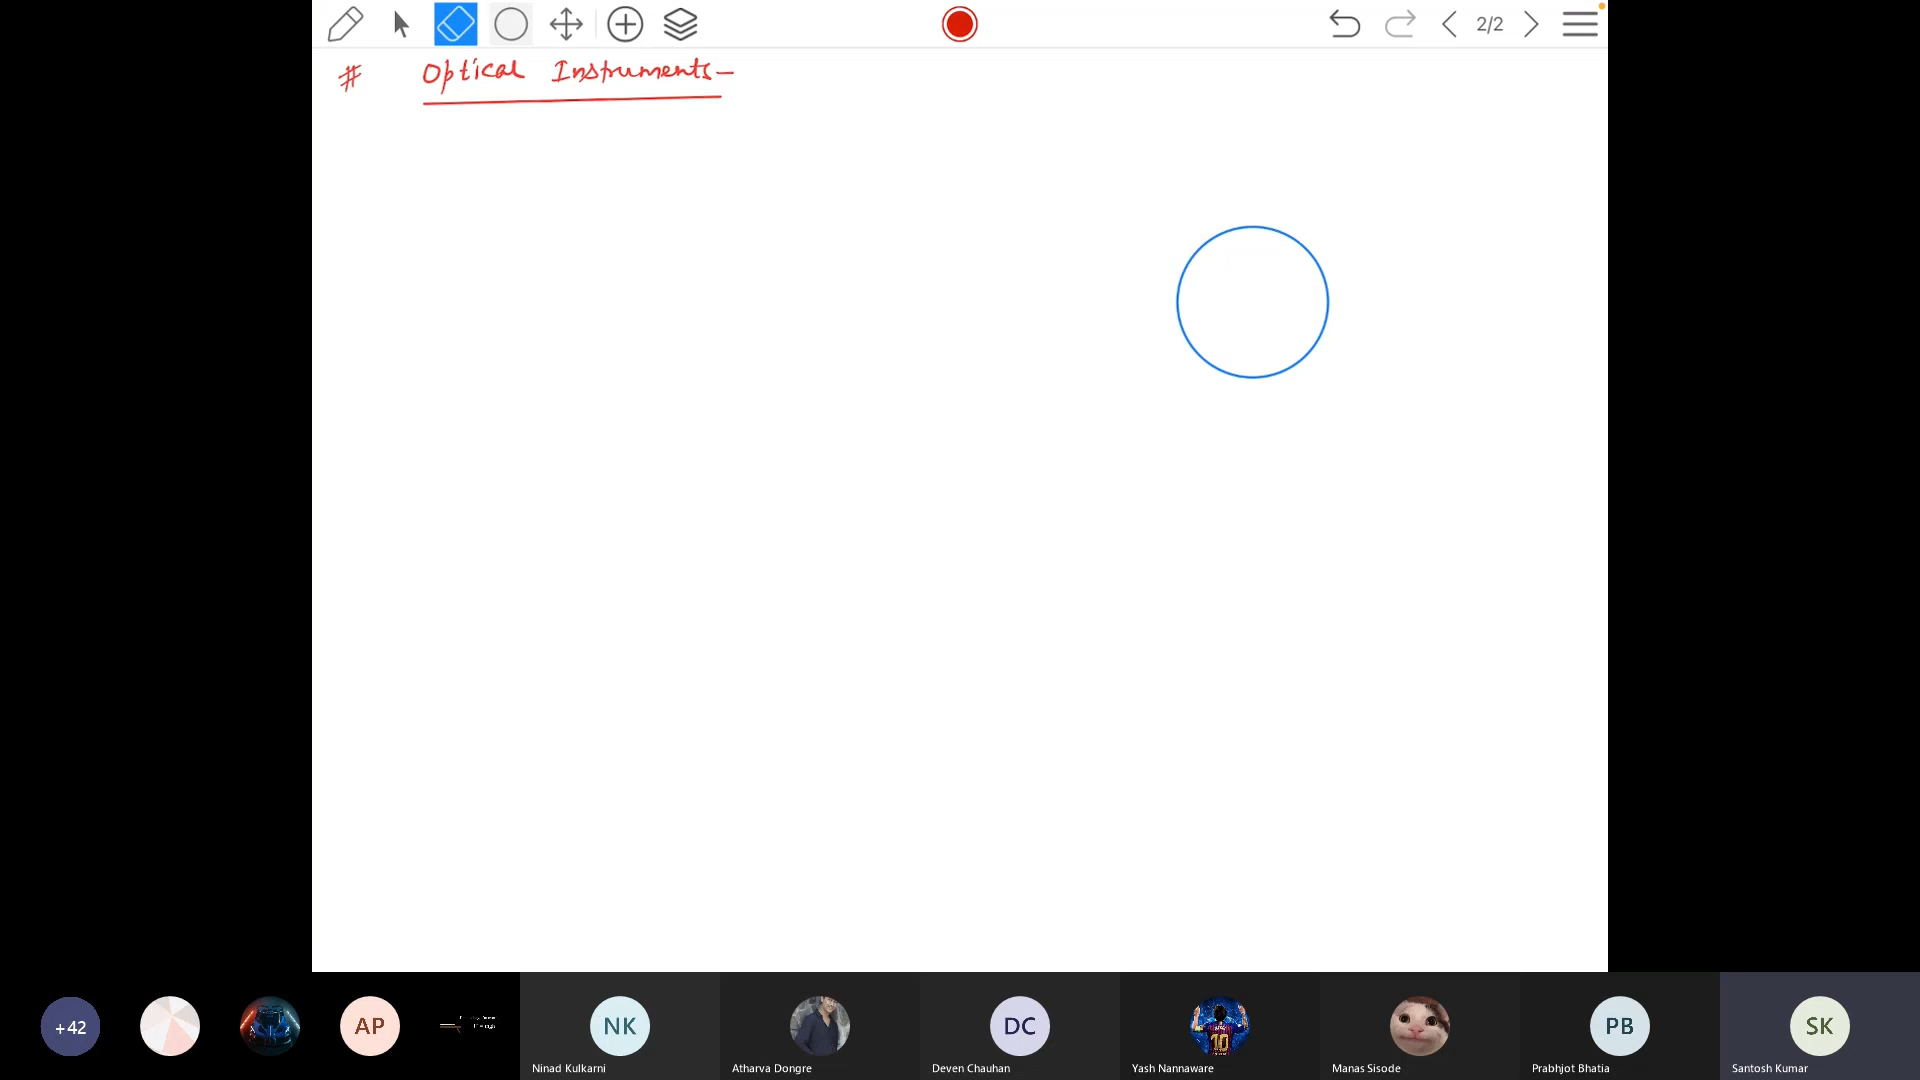 2/2
# Optical Instruments-
+42
AP
NK
DC
10
PB
SK
Ninad Kulkarni
Atharva Dongre
Deven Chauhan
Yash Nannaware
Manas Sisode
Prabhjot Bhatia
Santosh Kumar